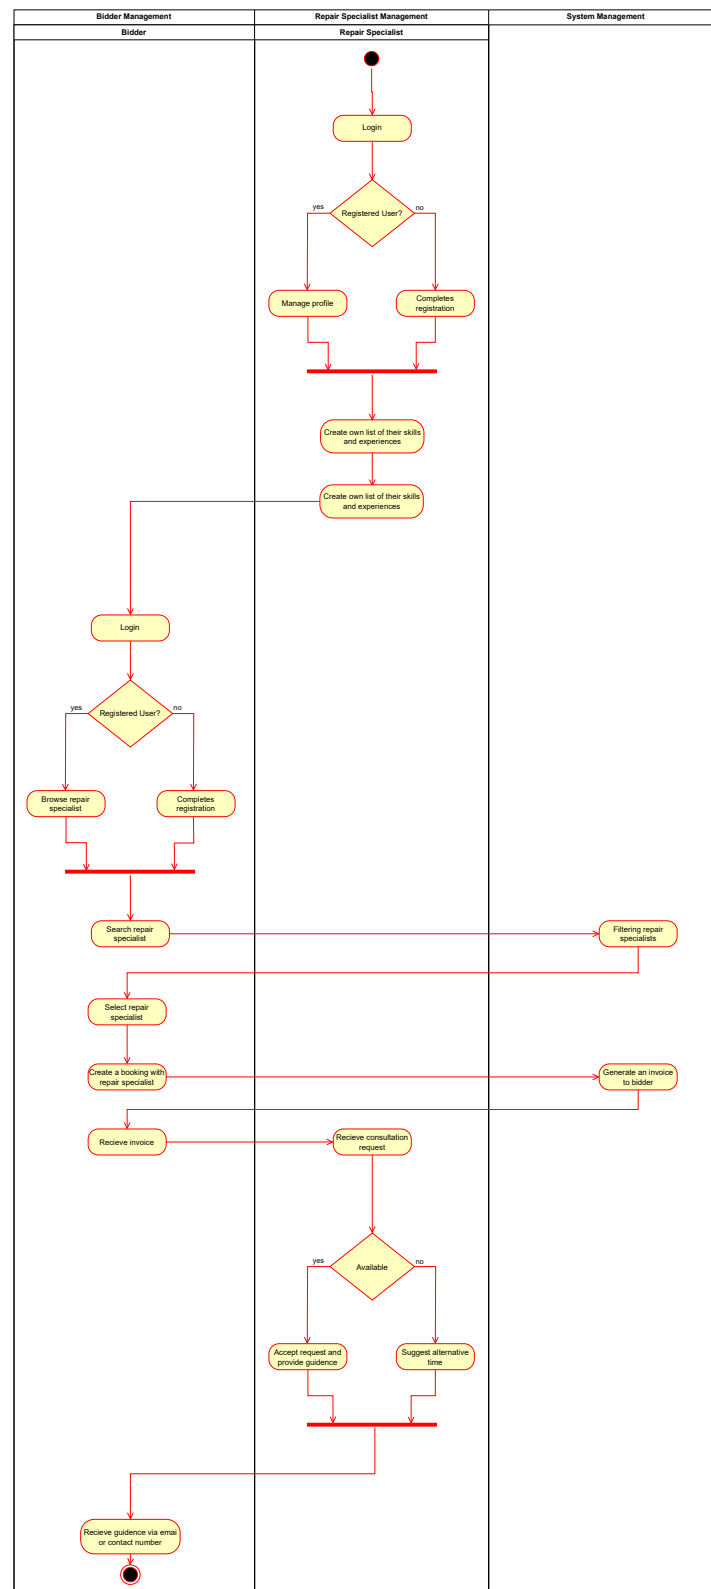 Bidder Management
Repair Specialist Management
System Management
Bidder
Repair Specialist
Login
Registered User?
yes
no
Manage profile
Completes
registration
Create own list of their skills
and experiences
Create own list of their skills
and experiences
Login
Registered User?
yes
no
Browse repair
specialist
Completes
registration
Search repair
specialist
Filtering repair
specialists
Select repair
specialist
Create a booking with
repair specialist
Generate an invoice
to bidder
Recieve invoice
Recieve consultation
request
Available
yes
no
Accept request and
provide guidence
Suggest alternative
time
Recieve guidence via emai
or contact number